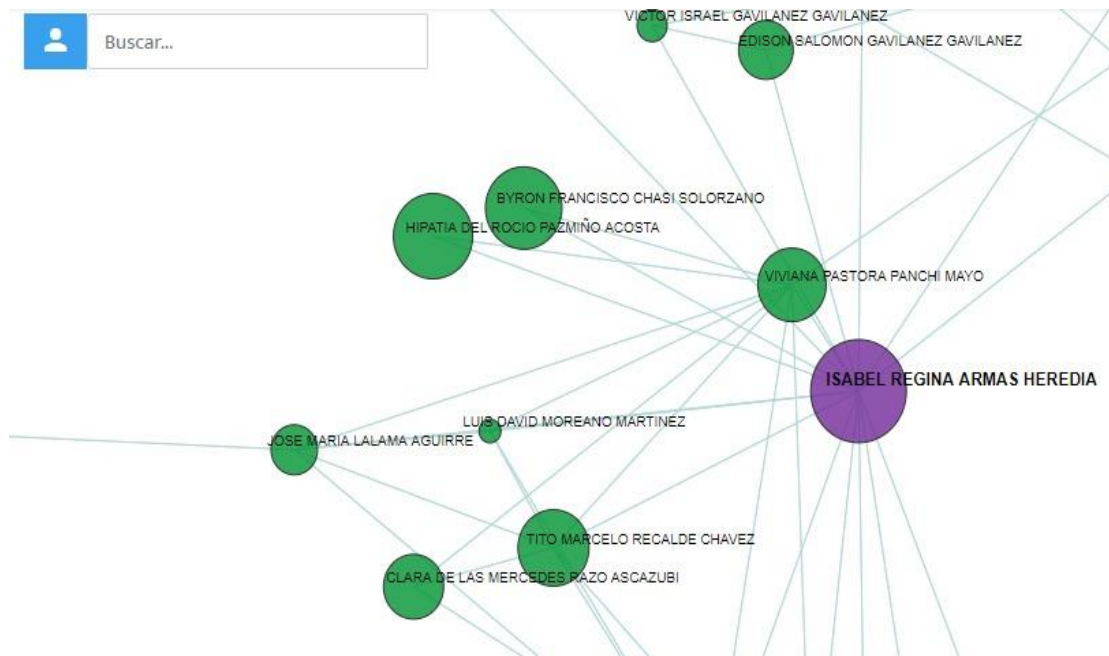 Buscar...
VICTOR ISRAEL GAVILANEZ GAVILANEZ
EDISON SALOMON GAVILANEZ GAVILANEZ
BYRON FRANCISCO CHASI SOLORZANO
HIPATIA DEL ROCIO PAZMIÑO ACOSTA
VIVIANA PASTORA PANCHI MAYO
ISABEL REGINA ARMAS HEREDIA
LUIS DAVID MOREANO MARTINEZ
JOSE MARIA LALAMA AGUIRRE
TITO MARCELO RECALDE CHAVEZ
CLARA DE LAS MERCEDES RAZO ASCAZUBI